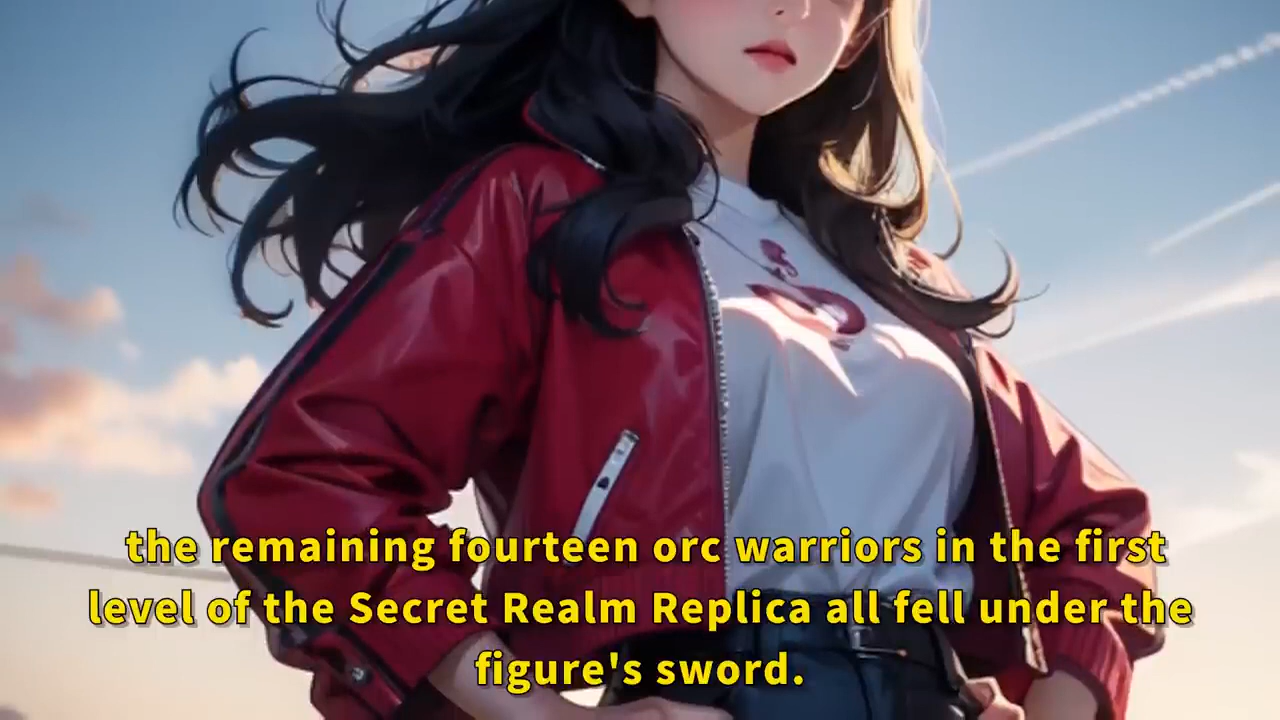 the remaining fourteen orc warriors in the first
level of the Secret Realm Replica all fell under the
figure's sword.